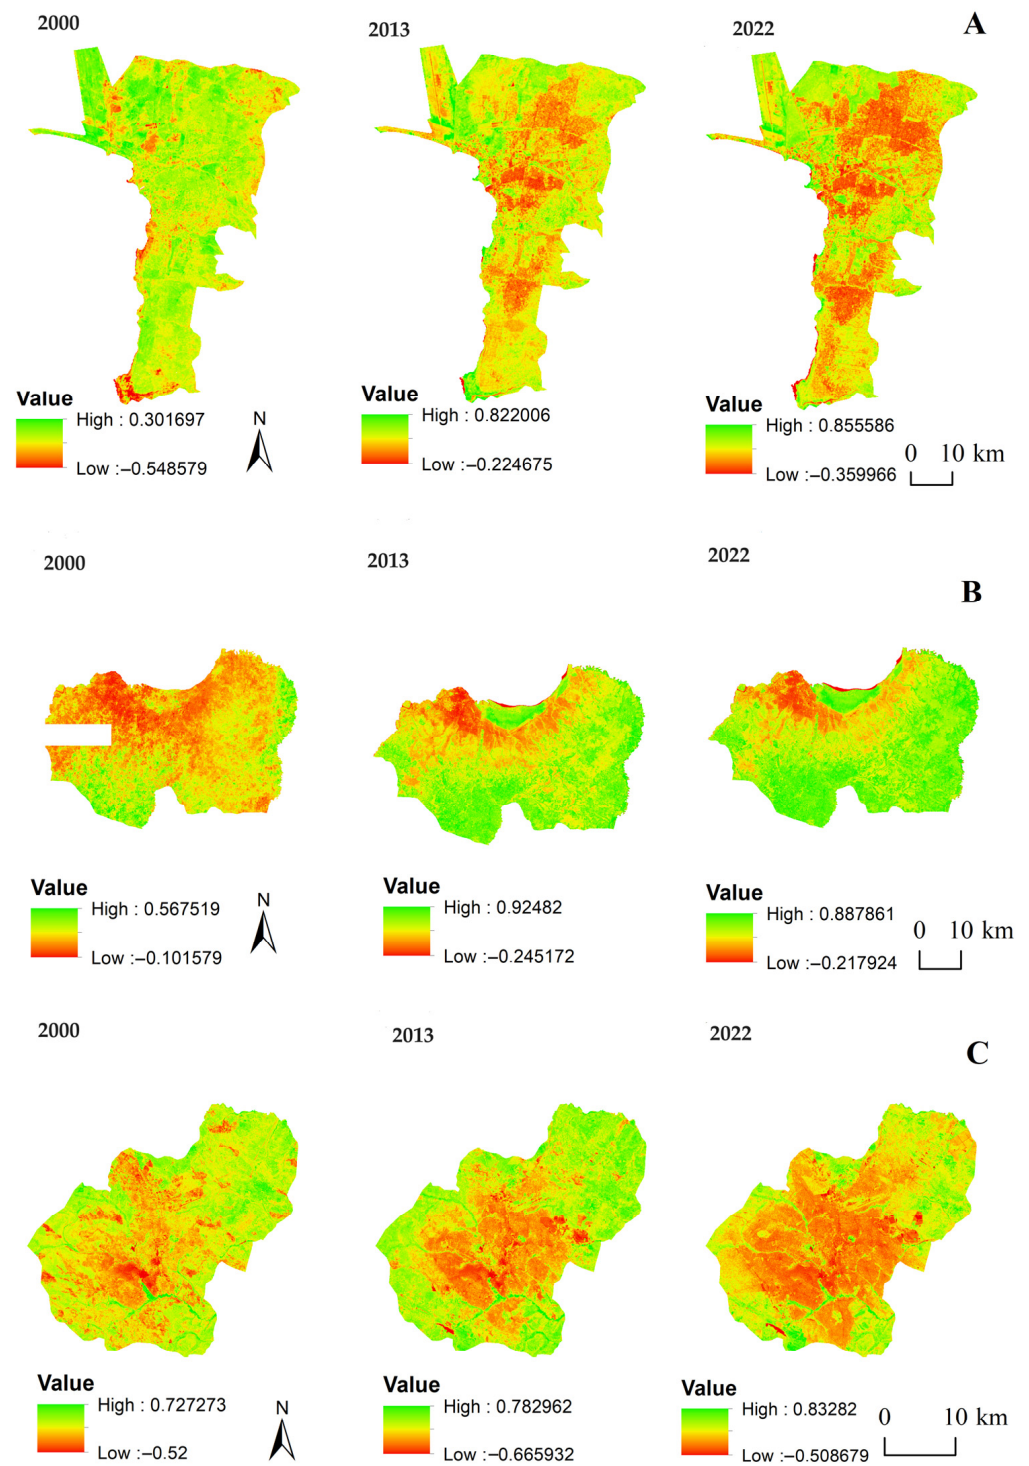 2000
2013
2022
A
Value
High : 0.301697
Low :–0.548579
N
Value
High : 0.822006
Low :–0.224675
Value
High : 0.855586
Low :–0.359966
0 10 km
2000
2013
2022
B
Value
High : 0.567519
Low :–0.101579
N
Value
High : 0.92482
Low :–0.245172
Value
High : 0.887861
Low :–0.217924
0 10 km
2000
2013
2022
C
Value
High : 0.727273
Low :–0.52
N
Value
High : 0.782962
Low :–0.665932
Value
High : 0.83282
Low :–0.508679
0 10 km